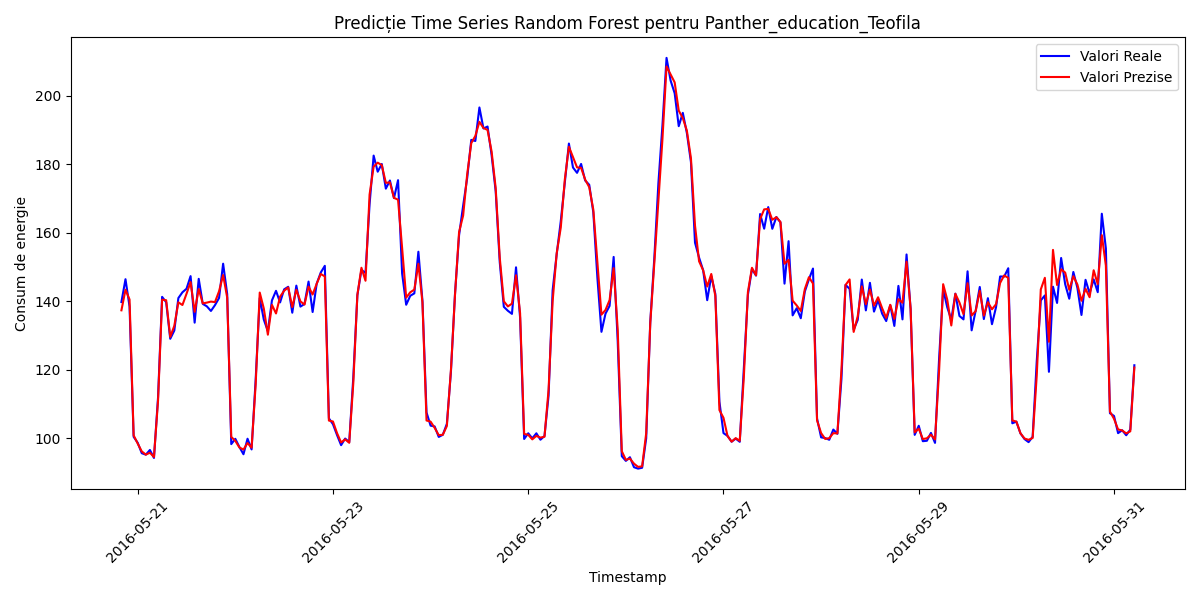 Predicție Time Series Random Forest pentru Panther_education_Teofila
Valori Reale
Valori Prezise
Consum de energie
200
180
160
140
120
100
2016-05-21
2016-05-23
2016-05-25
2016-05-27
2016-05-29
2016-05-31
Timestamp